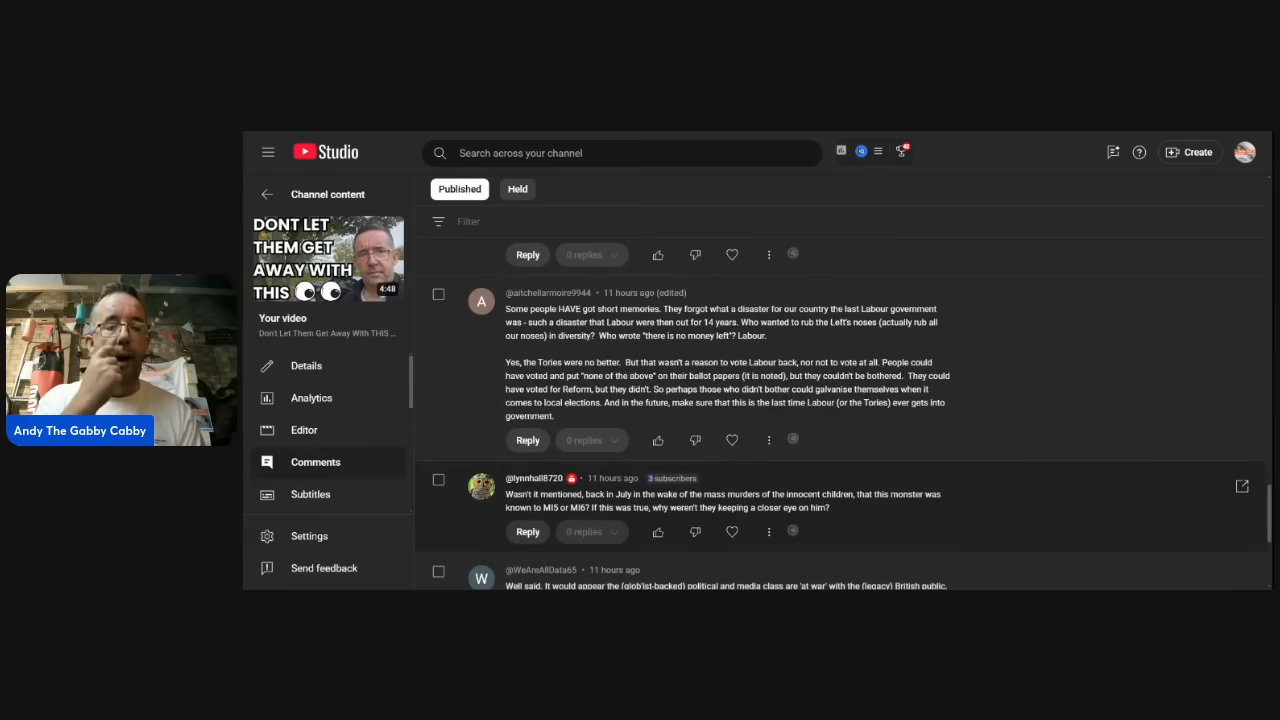 Studio
Search across your channel
Create
Channel content
Published
Held
Filter
DONT LET
THEM GET
AWAY WITH
THIS
4:48
Your video
Don't Let Them Get Away With THIS ...
Details
Analytics
Editor
Comments
Subtitles
Settings
Send feedback
Andy The Gabby Cabby
Reply
0 replies
A
@aitchellarmoire9944 • 11 hours ago (edited)
Some people HAVE got short memories. They forgot what a disaster for our country the last Labour government
was - such a disaster that Labour were then out for 14 years. Who wanted to rub the Left's noses (actually rub all
our noses) in diversity? Who wrote "there is no money left"? Labour.
Yes, the Tories were no better. But that wasn't a reason to vote Labour back, nor not to vote at all. People could
have voted and put "none of the above" on their ballot papers (it is noted), but they couldn't be bothered. They could
have voted for Reform, but they didn't. So perhaps those who didn't bother could galvanise themselves when it
comes to local elections. And in the future, make sure that this is the last time Labour (or the Tories) ever gets into
government.
Reply
0 replies
@lynnhall8720 • 11 hours ago 3 subscribers
Wasn't it mentioned, back in July in the wake of the mass murders of the innocent children, that this monster was
known to MI5 or MI6? If this was true, why weren't they keeping a closer eye on him?
Reply
0 replies
W
@WeAreAllData65 • 11 hours ago
Well said. It would appear the (glob'ist-backed) political and media class are 'at war' with the (legacy) British public.